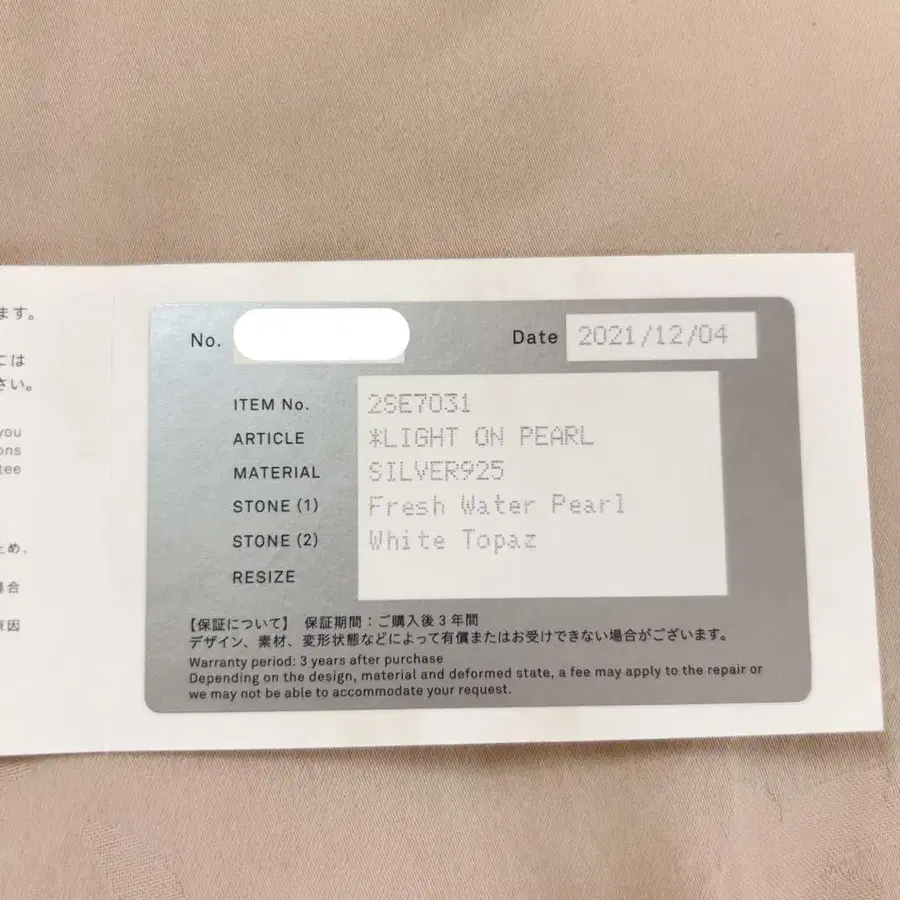 ます。
には
さい。
you
ons
tee
ため、
場合
原因
No.
Date 2021/12/04
ITEM No. 2SE7031
ARTICLE *LIGHT ON PEARL
MATERIAL SILVER925
STONE (1) Fresh Water Pearl
STONE (2) White Topaz
RESIZE
【保証について】 保証期間：ご購入後3年間
デザイン、素材、変形状態などによって有償またはお受けできない場合がございます。
Warranty period: 3 years after purchase
Depending on the design, material and deformed state, a fee may apply to the repair or
we may not be able to accommodate your request.